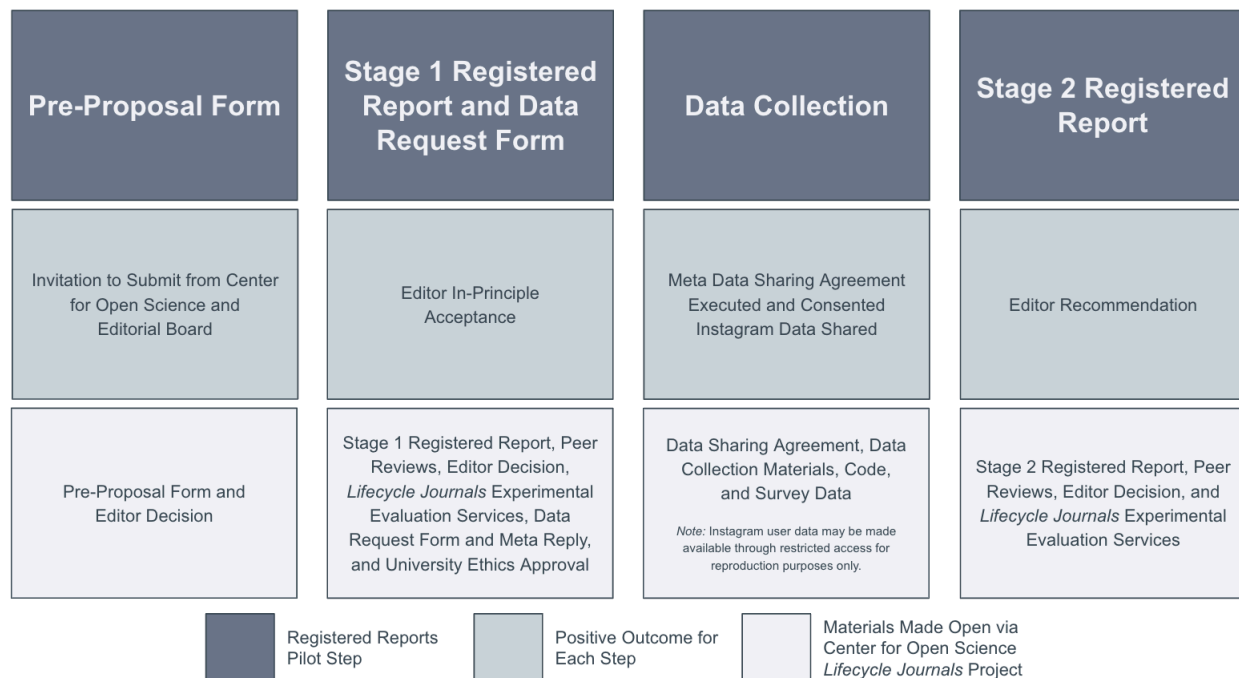 Pre-Proposal Form
Stage 1 Registered
Report and Data
Request Form
Data Collection
Stage 2 Registered
Report
Invitation to Submit from Center
for Open Science and
Editorial Board
Editor In-Principle
Acceptance
Meta Data Sharing Agreement
Executed and Consented
Instagram Data Shared
Editor Recommendation
Pre-Proposal Form and
Editor Decision
Stage 1 Registered Report, Peer
Reviews, Editor Decision,
Lifecycle Journals Experimental
Evaluation Services, Data
Request Form and Meta Reply,
and University Ethics Approval
Data Sharing Agreement, Data
Collection Materials, Code,
and Survey Data
Note: Instagram user data may be made
available through restricted access for
reproduction purposes only.
Stage 2 Registered Report, Peer
Reviews, Editor Decision, and
Lifecycle Journals Experimental
Evaluation Services
Registered Reports
Pilot Step
Positive Outcome for
Each Step
Materials Made Open via
Center for Open Science
Lifecycle Journals Project